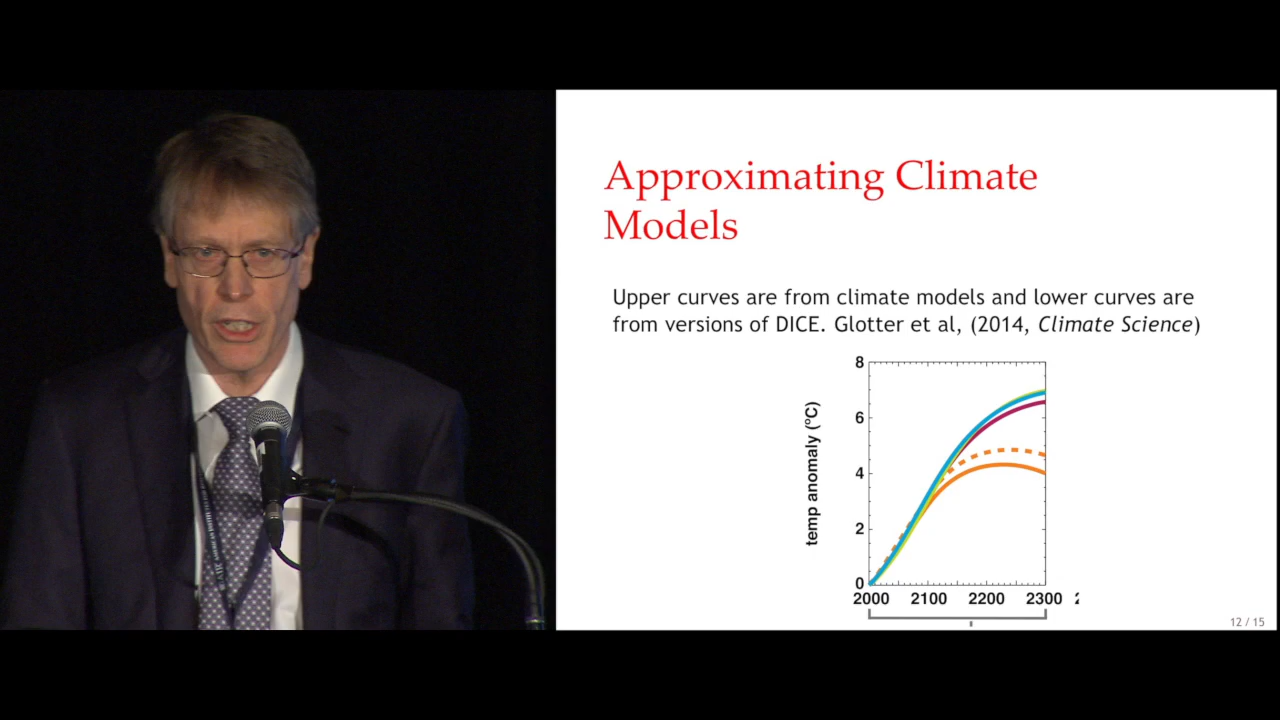 Approximating Climate
Models
Upper curves are from climate models and lower curves are
from versions of DICE. Glotter et al, (2014, Climate Science)
8
6
4
2
0
temp anomaly (ºC)
2000 2100 2200 2300
12 / 15